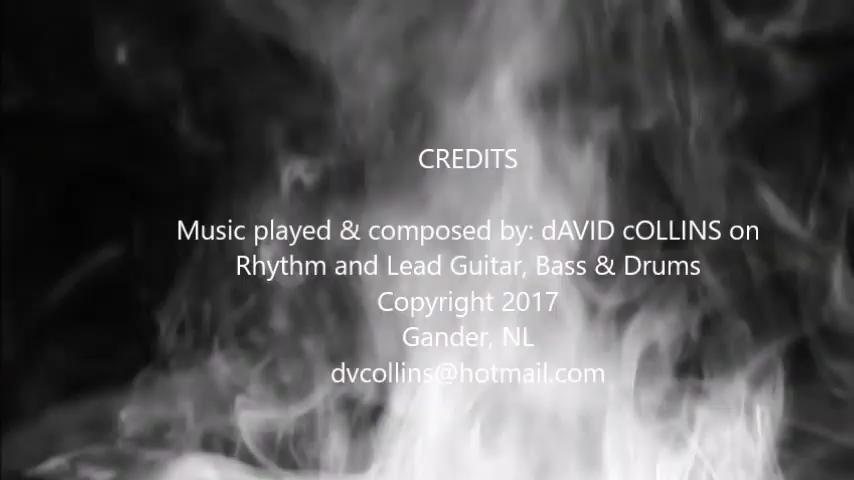 CREDITS
Music played & composed by: dAVID cOLLINS on
Rhythm and Lead Guitar, Bass & Drums
Copyright 2017
Gander, NL
dvcollins@hotmail.com